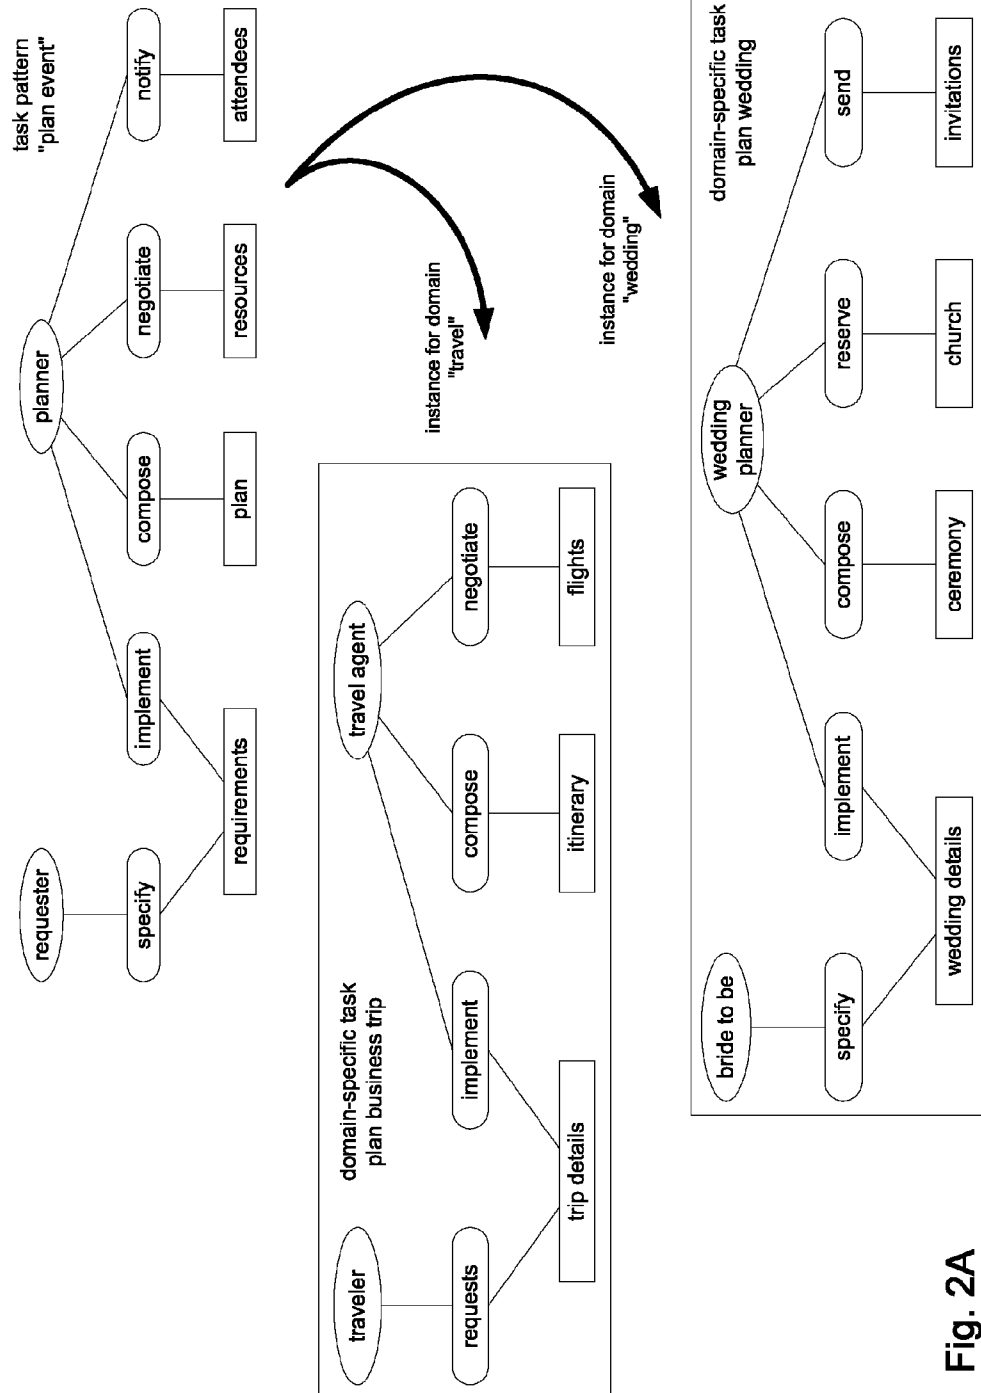 task pattern
"plan event"
requester
planner
specify
implement
compose
negotiate
notify
requirements
plan
resources
attendees
instance for domain
"travel"
instance for domain
"wedding"
domain-specific task
plan business trip
traveler
travel agent
requests
implement
compose
negotiate
trip details
itinerary
flights
domain-specific task
plan wedding
bride to be
wedding
planner
specify
implement
compose
reserve
send
wedding details
ceremony
church
invitations
Fig. 2A